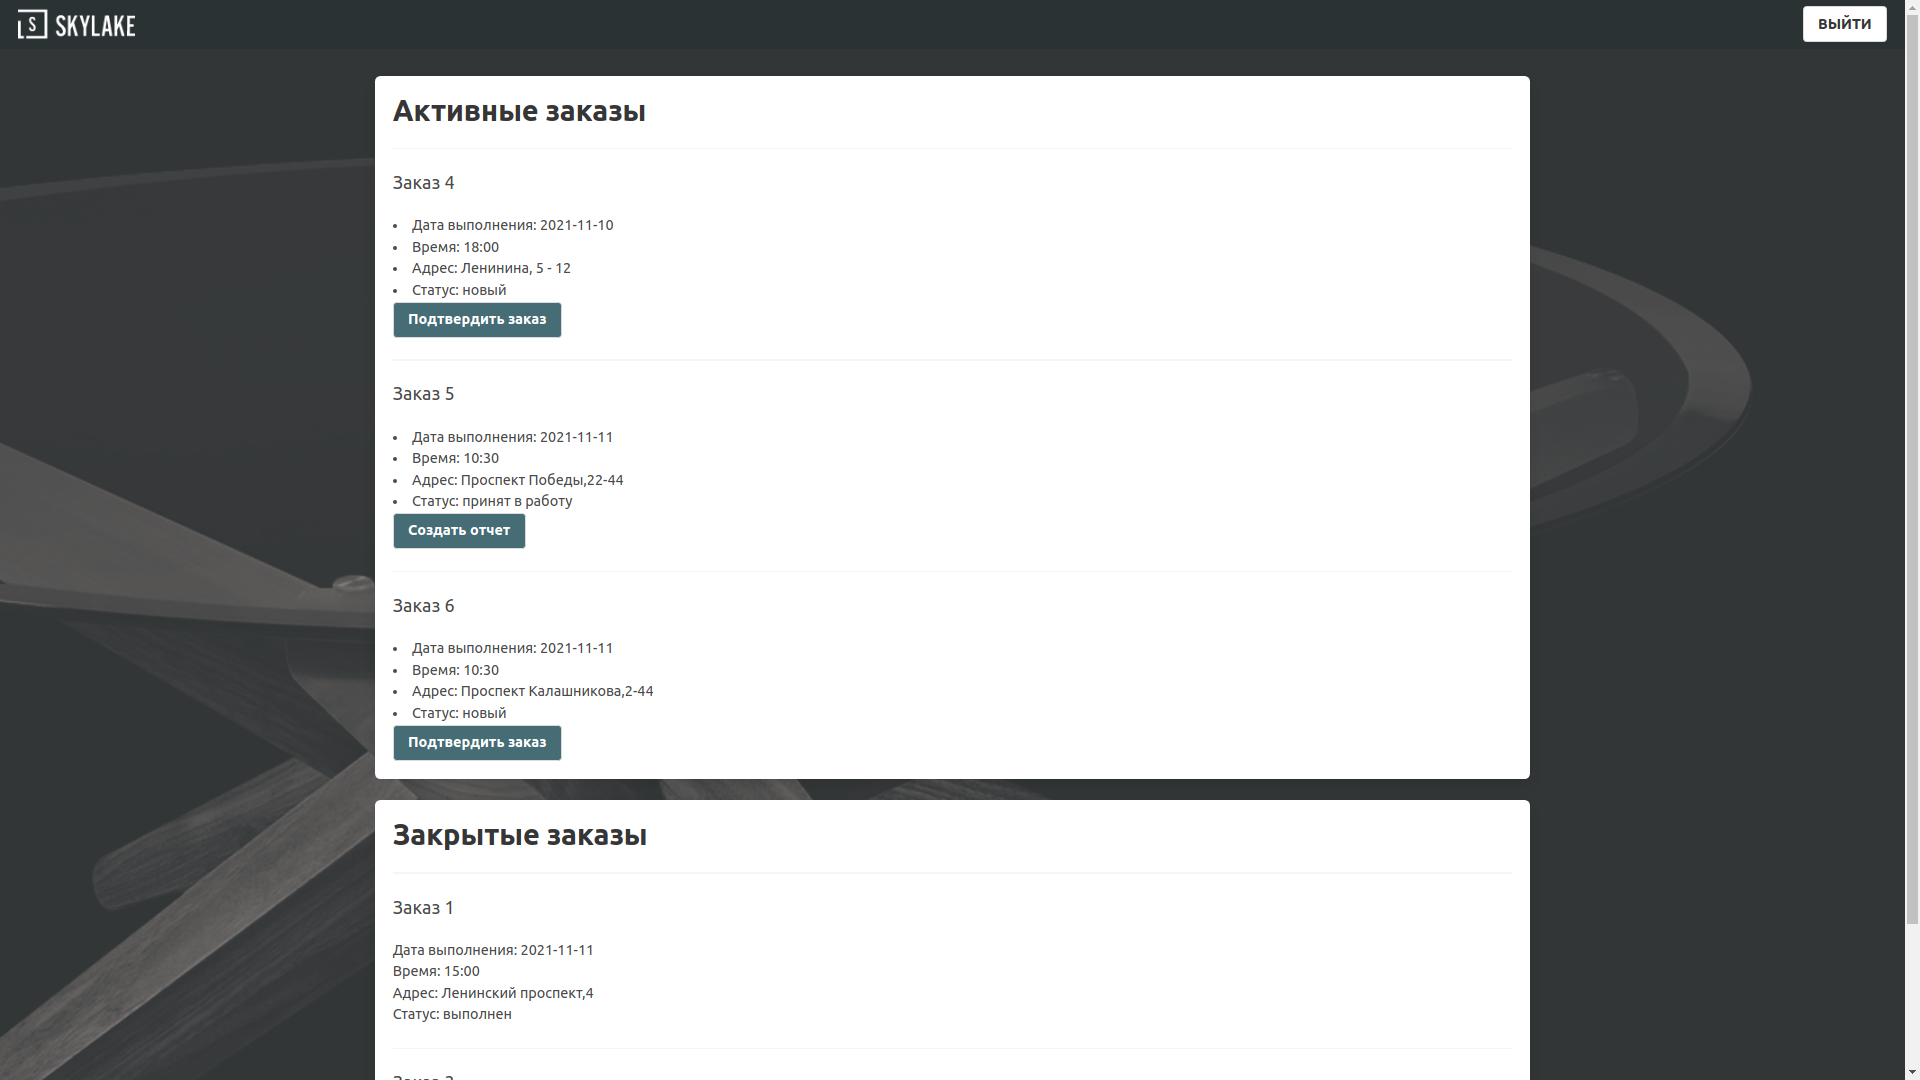 S SKYLAKE
ВЫЙТИ
Активные заказы
Заказ 4
Дата выполнения: 2021-11-10
Время: 18:00
Адрес: Ленинина, 5 - 12
Статус: новый
Подтвердить заказ
Заказ 5
Дата выполнения: 2021-11-11
Время: 10:30
Адрес: Проспект Победы,22-44
Статус: принят в работу
Создать отчет
Заказ 6
Дата выполнения: 2021-11-11
Время: 10:30
Адрес: Проспект Калашникова,2-44
Статус: новый
Подтвердить заказ
Закрытые заказы
Заказ 1
Дата выполнения: 2021-11-11
Время: 15:00
Адрес: Ленинский проспект,4
Статус: выполнен